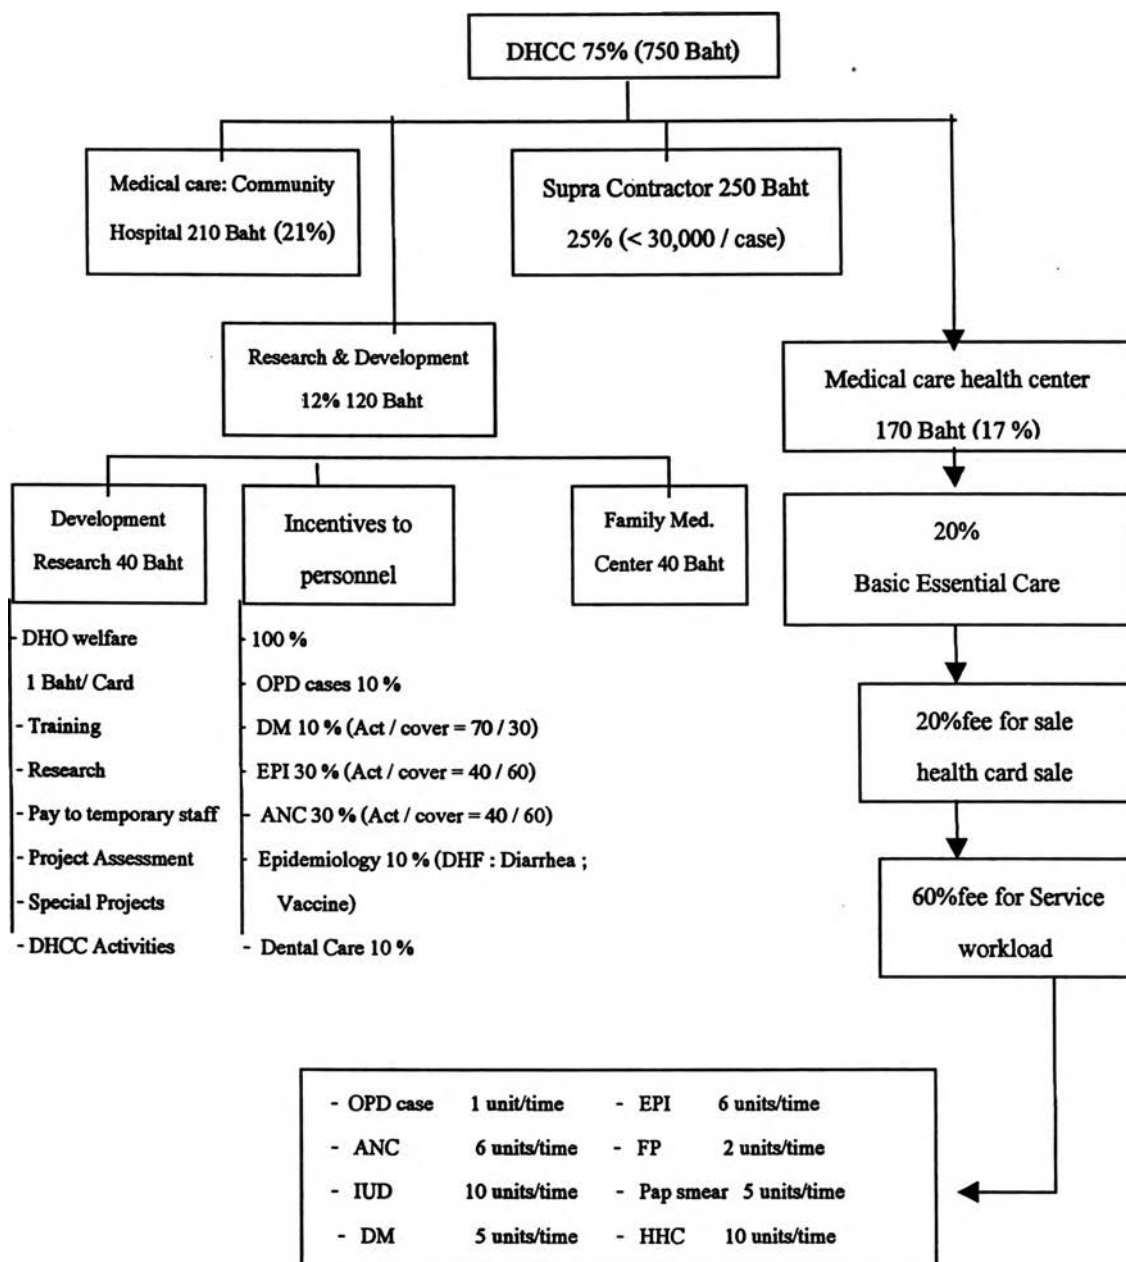 DHCC 75% (750 Baht)
Medical care: Community
Hospital 210 Baht (21%)
Supra Contractor 250 Baht
25% (< 30,000 / case)
Research & Development
12% 120 Baht
Medical care health center
170 Baht (17 %)
Development
Research 40 Baht
Incentives to
personnel
Family Med.
Center 40 Baht
20%
Basic Essential Care
- DHO welfare
1 Baht/ Card
- Training
- Research
- Pay to temporary staff
- Project Assessment
- Special Projects
- DHCC Activities
- 100 %
OPD cases 10 %
- DM 10 % (Act / cover = 70 / 30)
- EPI 30 % (Act / cover = 40 / 60)
- ANC 30 % (Act / cover = 40 / 60)
- Epidemiology 10 % (DHF : Diarrhea ;
Vaccine)
- Dental Care 10 %
20%fee for sale
health card sale
60%fee for Service
workload
- OPD case 1 unit/time - EPI 6 units/time
- ANC 6 units/time - FP 2 units/time
- IUD 10 units/time - Pap smear 5 units/time
- DM 5 units/time - HHC 10 units/time